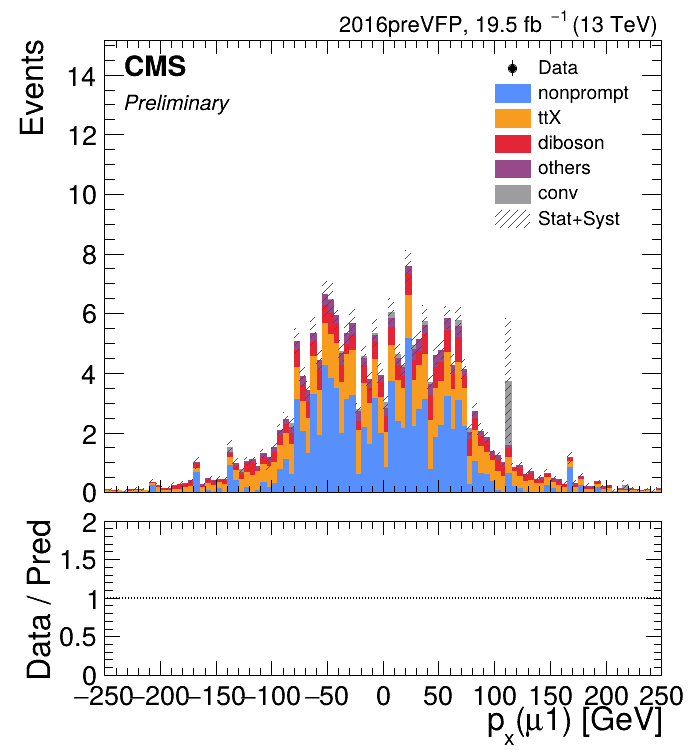 2016preVFP, 19.5 fb⁻¹ (13 TeV)
CMS
Preliminary
Data
nonprompt
ttX
diboson
others
conv
Stat+Syst
Events
14
12
10
8
6
4
2
0
Data / Pred
2
1.5
1
0.5
0
−250 −200 −150 −100 −50 0 50 100 150 200 250
pₓ(μ1) [GeV]